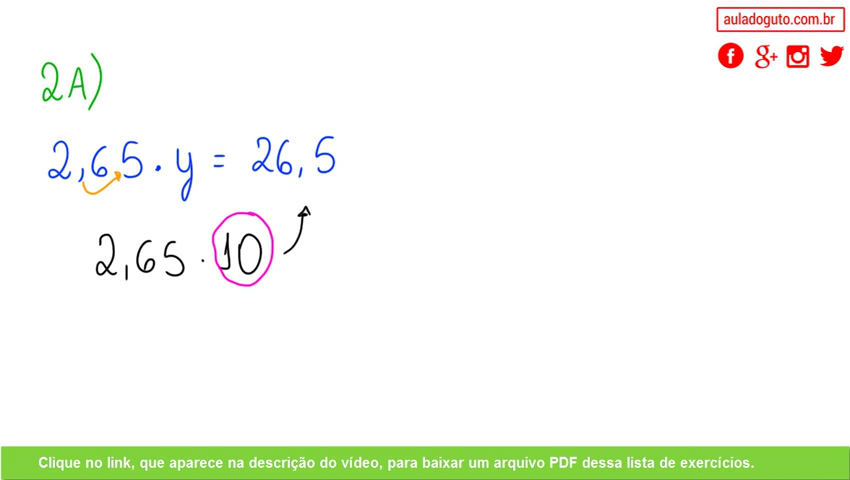 auladoguto.com.br
2A)
2,65 · y = 26,5
2,65 · 10
Clique no link, que aparece na descrição do vídeo, para baixar um arquivo PDF dessa lista de exercícios.